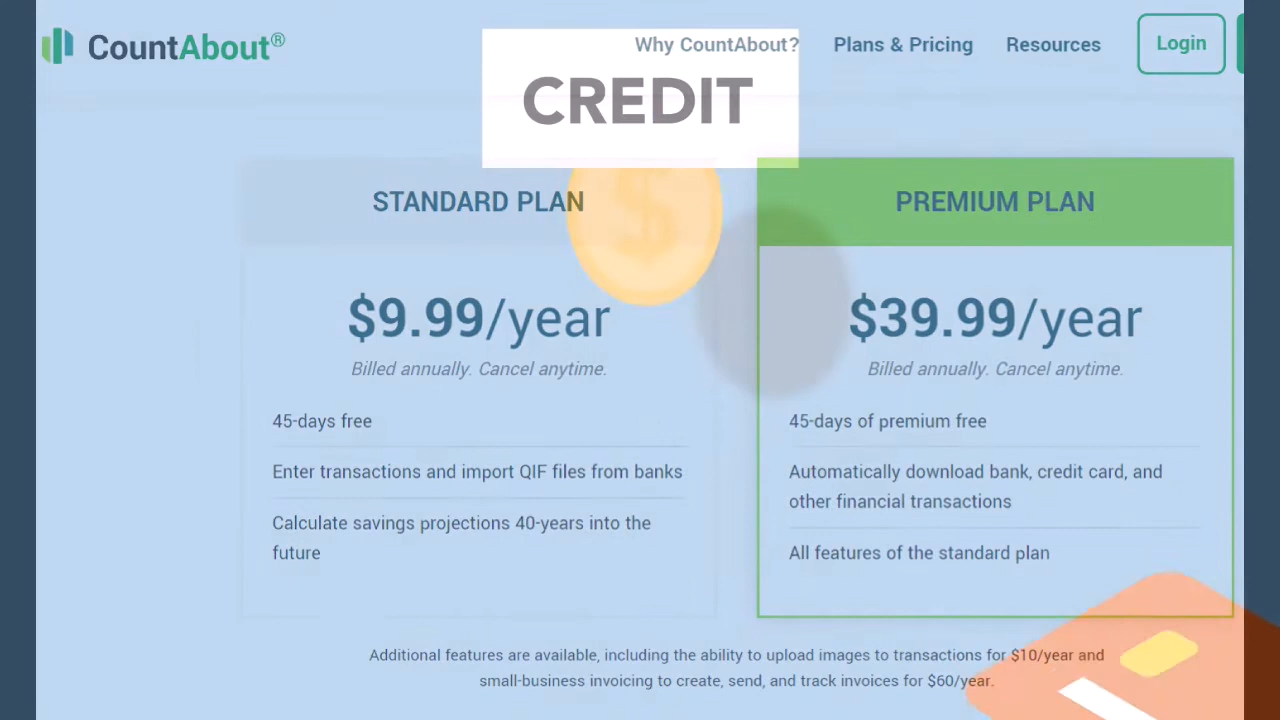 CountAbout®
Why CountAbout?
Plans & Pricing
Resources
Login
CREDIT
STANDARD PLAN
$9.99/year
Billed annually. Cancel anytime.
45-days free
Enter transactions and import QIF files from banks
Calculate savings projections 40-years into the
future
PREMIUM PLAN
$39.99/year
Billed annually. Cancel anytime.
45-days of premium free
Automatically download bank, credit card, and
other financial transactions
All features of the standard plan
Additional features are available, including the ability to upload images to transactions for $10/year and
small-business invoicing to create, send, and track invoices for $60/year.
$